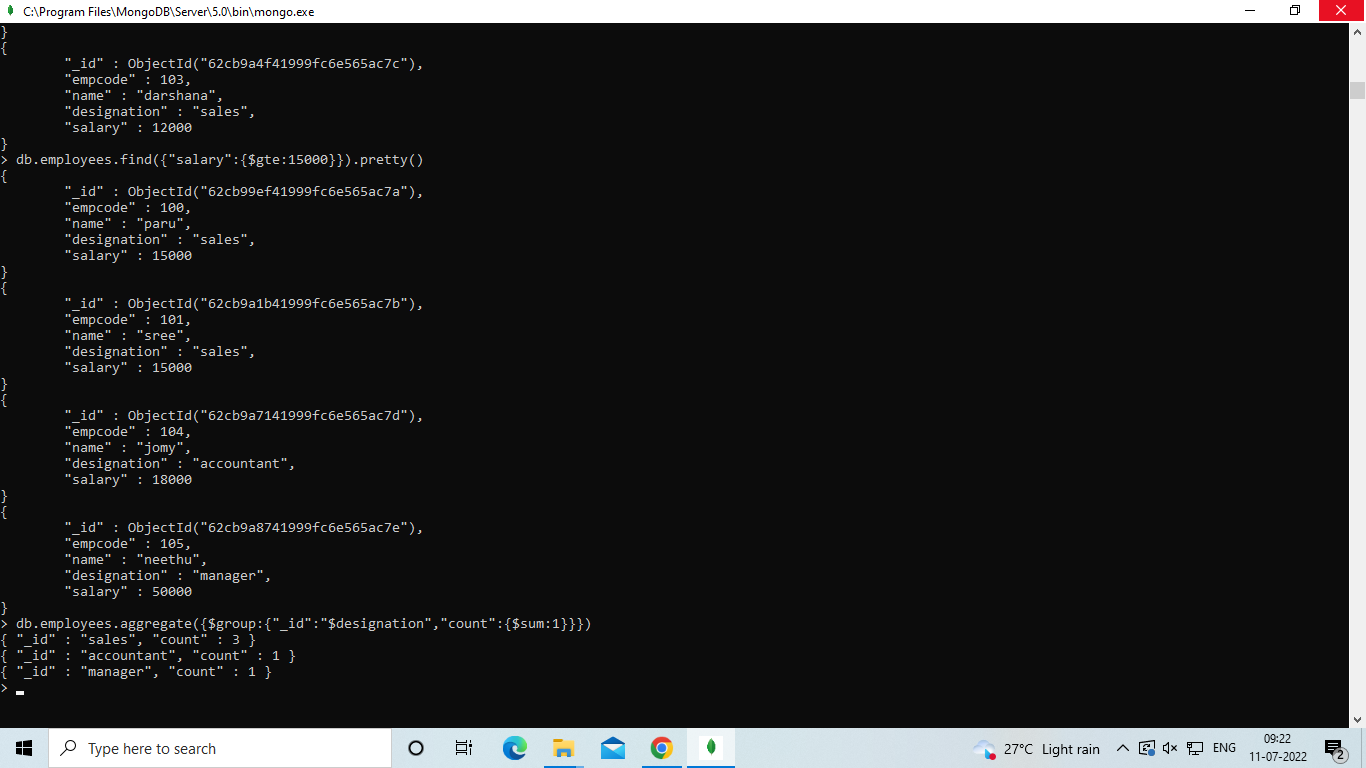 C:\Program Files\MongoDB\Server\5.0\bin\mongo.exe
}
{
"_id" : ObjectId("62cb9a4f41999fc6e565ac7c"),
"empcode" : 103,
"name" : "darshana",
"designation" : "sales",
"salary" : 12000
}
> db.employees.find({"salary":{$gte:15000}}).pretty()
{
"_id" : ObjectId("62cb99ef41999fc6e565ac7a"),
"empcode" : 100,
"name" : "paru",
"designation" : "sales",
"salary" : 15000
}
{
"_id" : ObjectId("62cb9a1b41999fc6e565ac7b"),
"empcode" : 101,
"name" : "sree",
"designation" : "sales",
"salary" : 15000
}
{
"_id" : ObjectId("62cb9a7141999fc6e565ac7d"),
"empcode" : 104,
"name" : "jomy",
"designation" : "accountant",
"salary" : 18000
}
{
"_id" : ObjectId("62cb9a8741999fc6e565ac7e"),
"empcode" : 105,
"name" : "neethu",
"designation" : "manager",
"salary" : 50000
}
> db.employees.aggregate({$group:{"_id":"$designation","count":{$sum:1}}})
{ "_id" : "sales", "count" : 3 }
{ "_id" : "accountant", "count" : 1 }
{ "_id" : "manager", "count" : 1 }
>
Type here to search
27°C Light rain
ENG
09:22
11-07-2022
2